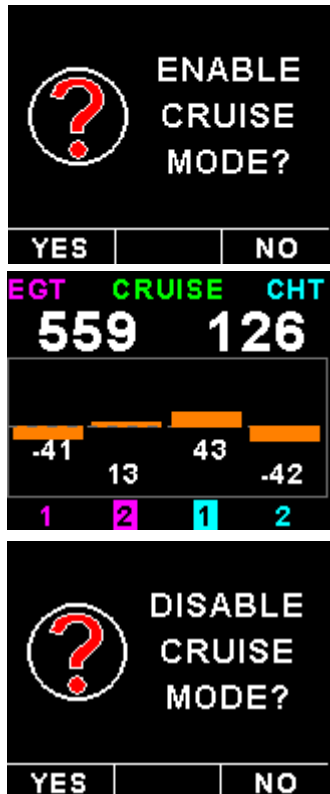 ?
ENABLE
CRUISE
MODE?
YES NO
EGT CRUISE CHT
559 126
-41 13 43 -42
1 2 1 2
?
DISABLE
CRUISE
MODE?
YES NO